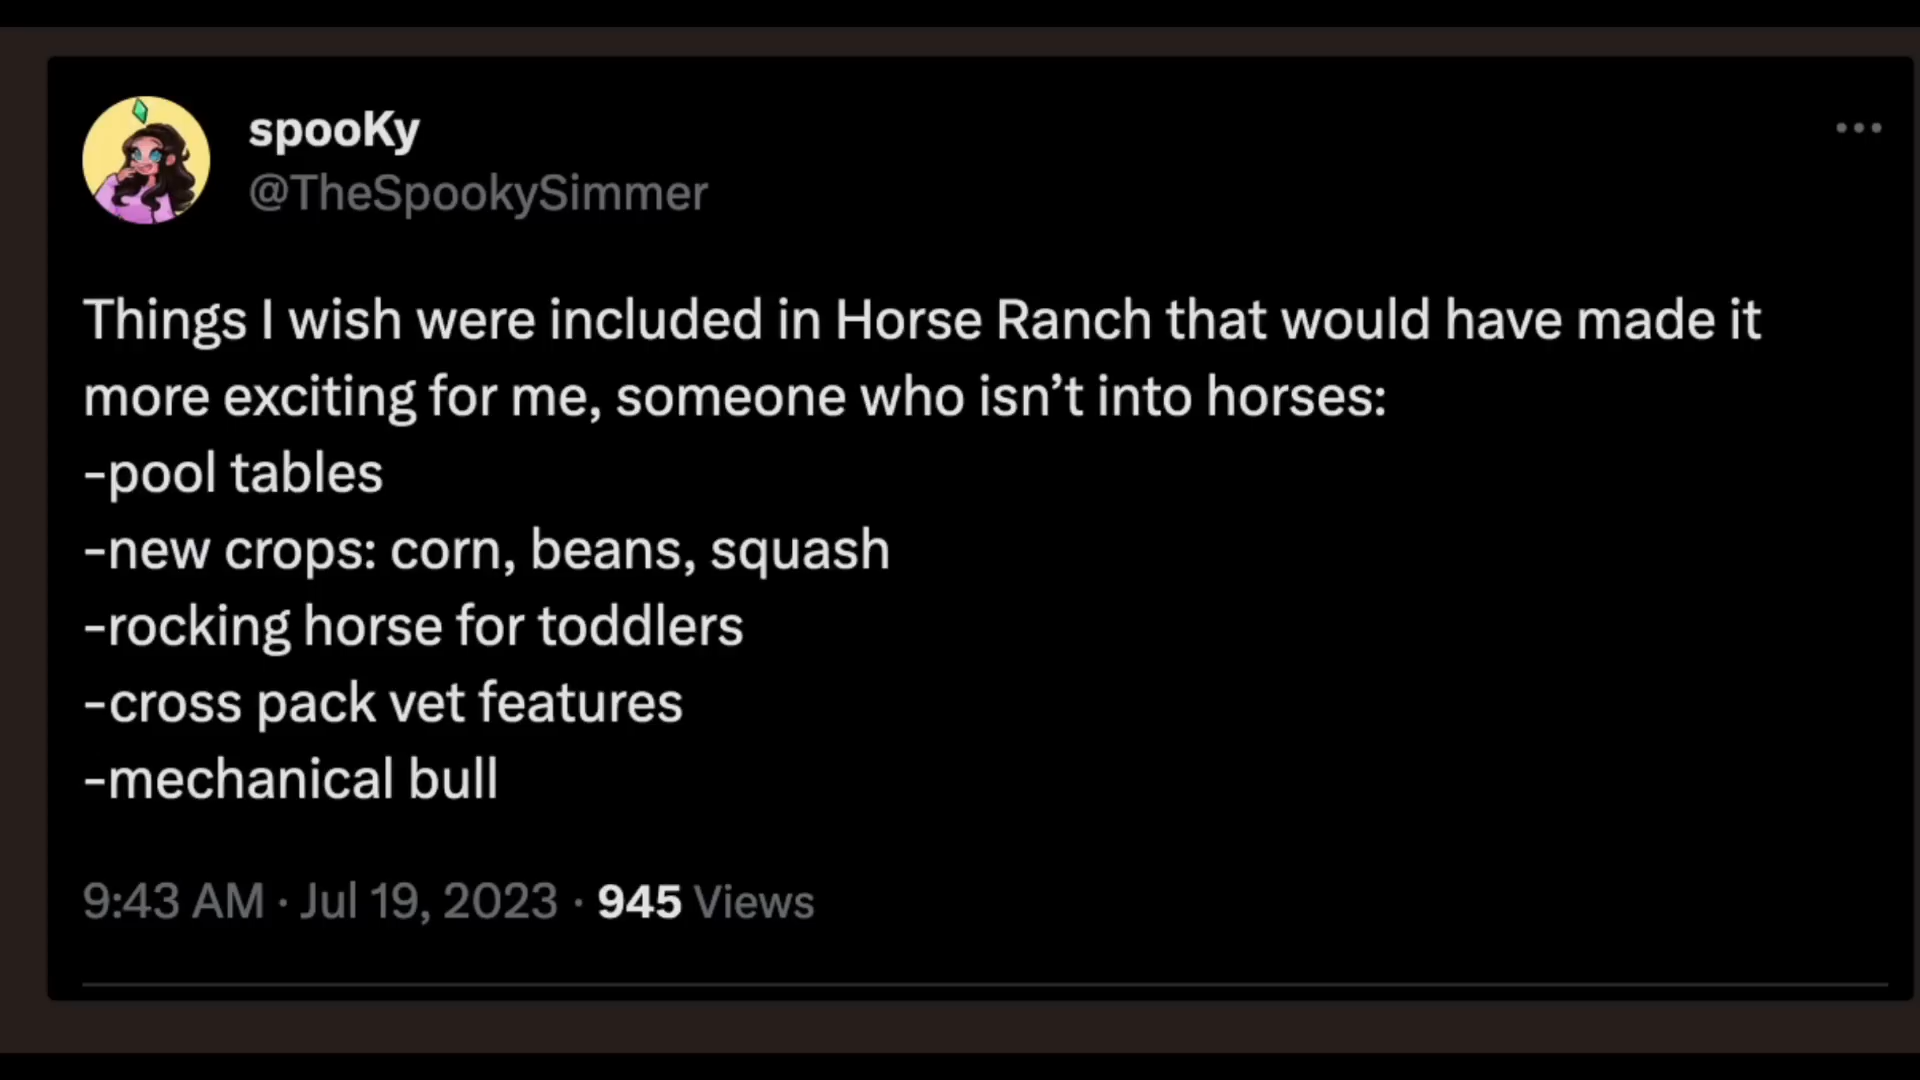 spooKy
@TheSpookySimmer
Things I wish were included in Horse Ranch that would have made it
more exciting for me, someone who isn’t into horses:
-pool tables
-new crops: corn, beans, squash
-rocking horse for toddlers
-cross pack vet features
-mechanical bull
9:43 AM · Jul 19, 2023 · 945 Views